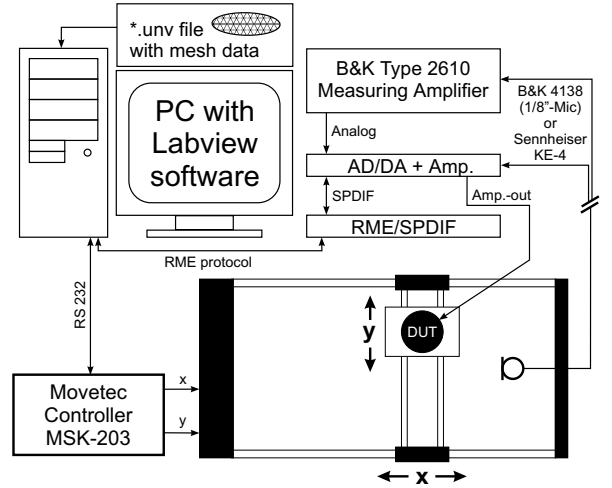 *.unv file
with mesh data
PC with
Labview
software
B&K Type 2610
Measuring Amplifier
B&K 4138
(1/8"-Mic)
or
Sennheiser
KE-4
Analog
AD/DA + Amp.
SPDIF
Amp.-out
RME/SPDIF
RME protocol
RS 232
y
DUT
Movetec
Controller
MSK-203
x
y
x